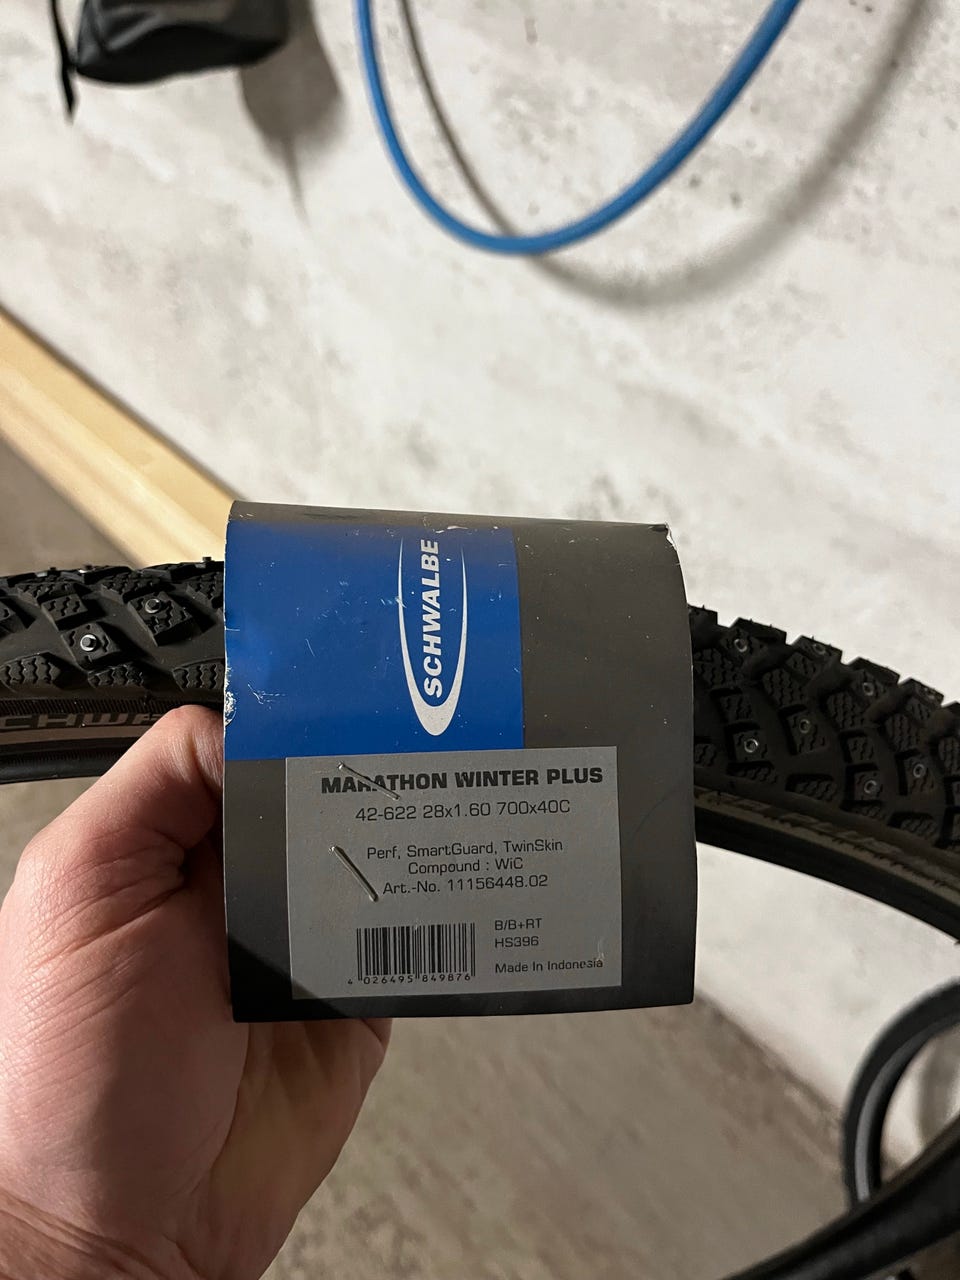 SCHWALBE
MARATHON WINTER PLUS
42-622 28x1.60 700x40C
Perf, SmartGuard, TwinSkin
Compound : WiC
Art.-No. 11156448.02
B/B+RT
HS396
Made In Indonesia
4 026495 849876